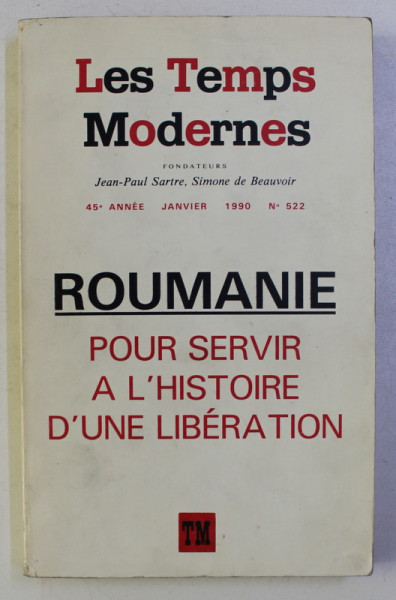 Les Temps
Modernes
FONDATEURS
Jean-Paul Sartre, Simone de Beauvoir
45e ANNÉE JANVIER 1990 No 522
ROUMANIE
POUR SERVIR
A L'HISTOIRE
D'UNE LIBÉRATION
TM